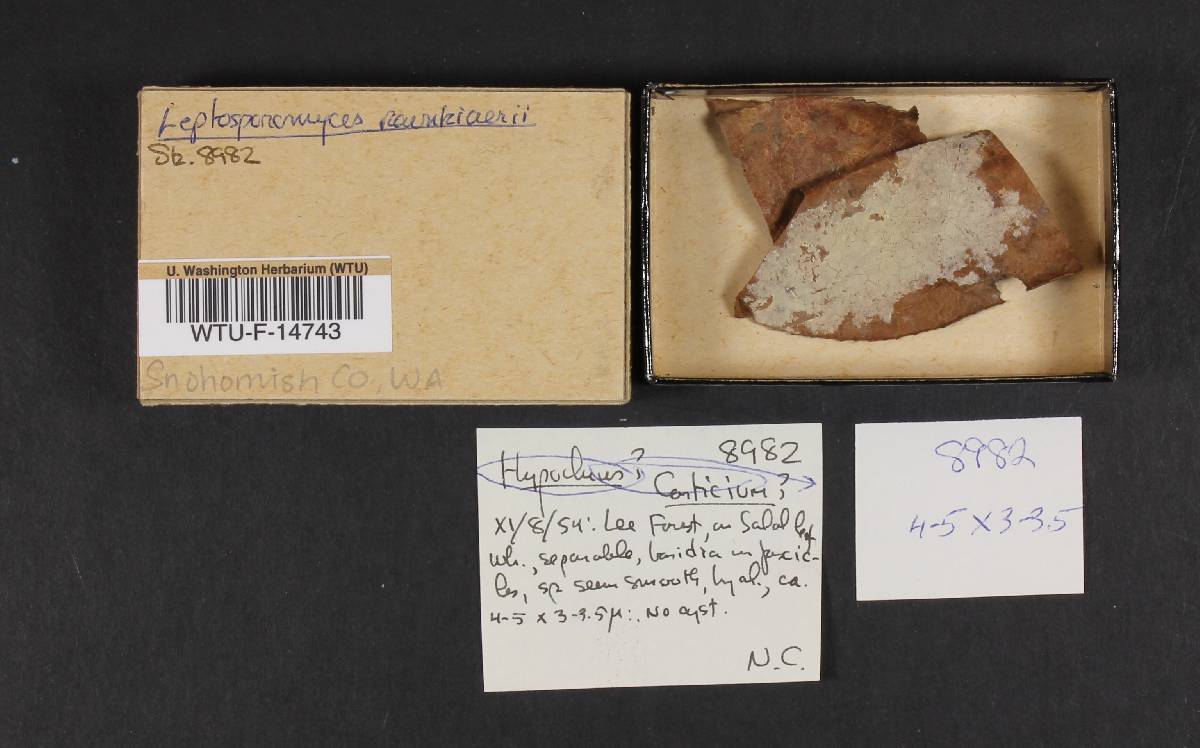 Leptosporomyces raunkiaerii
Stz. 8982
U. Washington Herbarium (WTU)
WTU-F-14743
Snohomish Co., WA
8982
Hypochnus?
Corticium?
XI/8/54: Lee Forest, on Salal leaf
wh., separable, basidia in fascic-
les, sp seem smooth, hyal., ca.
4-5 x 3-3.5µ: No cyst.
N.C.
8982
4-5 x 3-3.5